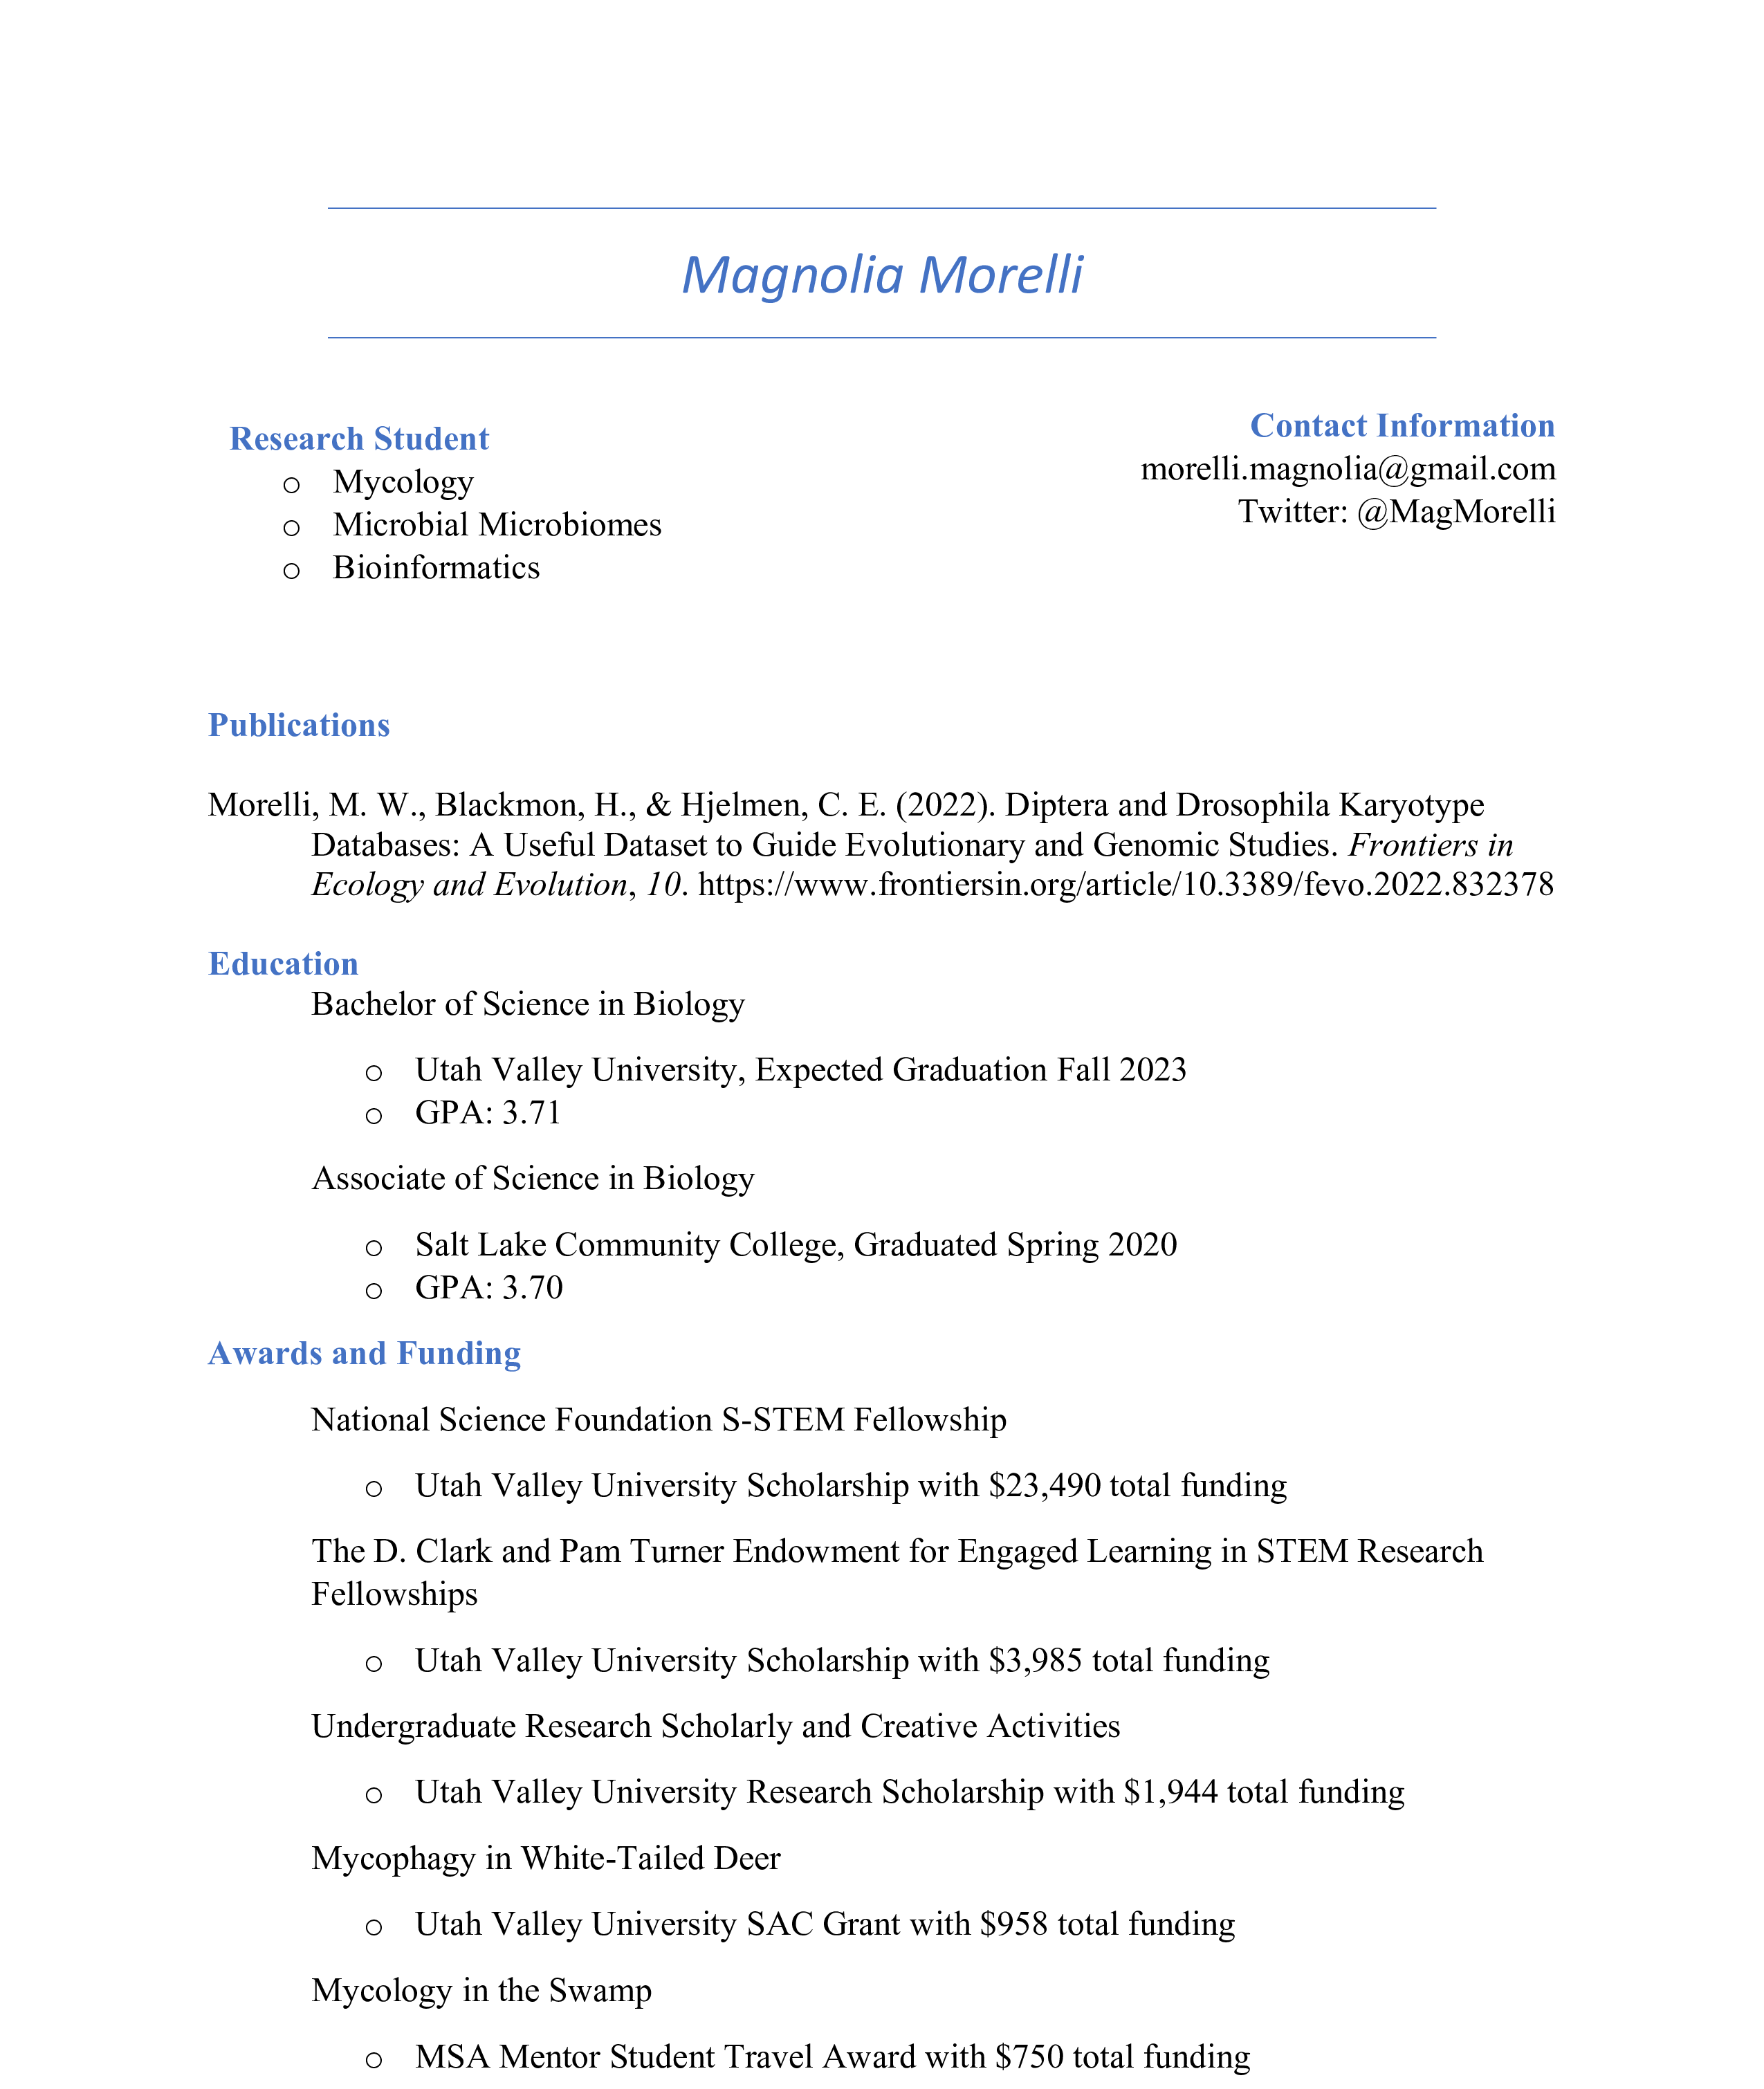 Magnolia Morelli
Research Student
o Mycology
o Microbial Microbiomes
o Bioinformatics
Contact Information
morelli.magnolia@gmail.com
Twitter: @MagMorelli
Publications
Morelli, M. W., Blackmon, H., & Hjelmen, C. E. (2022). Diptera and Drosophila Karyotype
Databases: A Useful Dataset to Guide Evolutionary and Genomic Studies. Frontiers in
Ecology and Evolution, 10. https://www.frontiersin.org/article/10.3389/fevo.2022.832378
Education
Bachelor of Science in Biology
o Utah Valley University, Expected Graduation Fall 2023
o GPA: 3.71
Associate of Science in Biology
o Salt Lake Community College, Graduated Spring 2020
o GPA: 3.70
Awards and Funding
National Science Foundation S-STEM Fellowship
o Utah Valley University Scholarship with $23,490 total funding
The D. Clark and Pam Turner Endowment for Engaged Learning in STEM Research
Fellowships
o Utah Valley University Scholarship with $3,985 total funding
Undergraduate Research Scholarly and Creative Activities
o Utah Valley University Research Scholarship with $1,944 total funding
Mycophagy in White-Tailed Deer
o Utah Valley University SAC Grant with $958 total funding
Mycology in the Swamp
o MSA Mentor Student Travel Award with $750 total funding